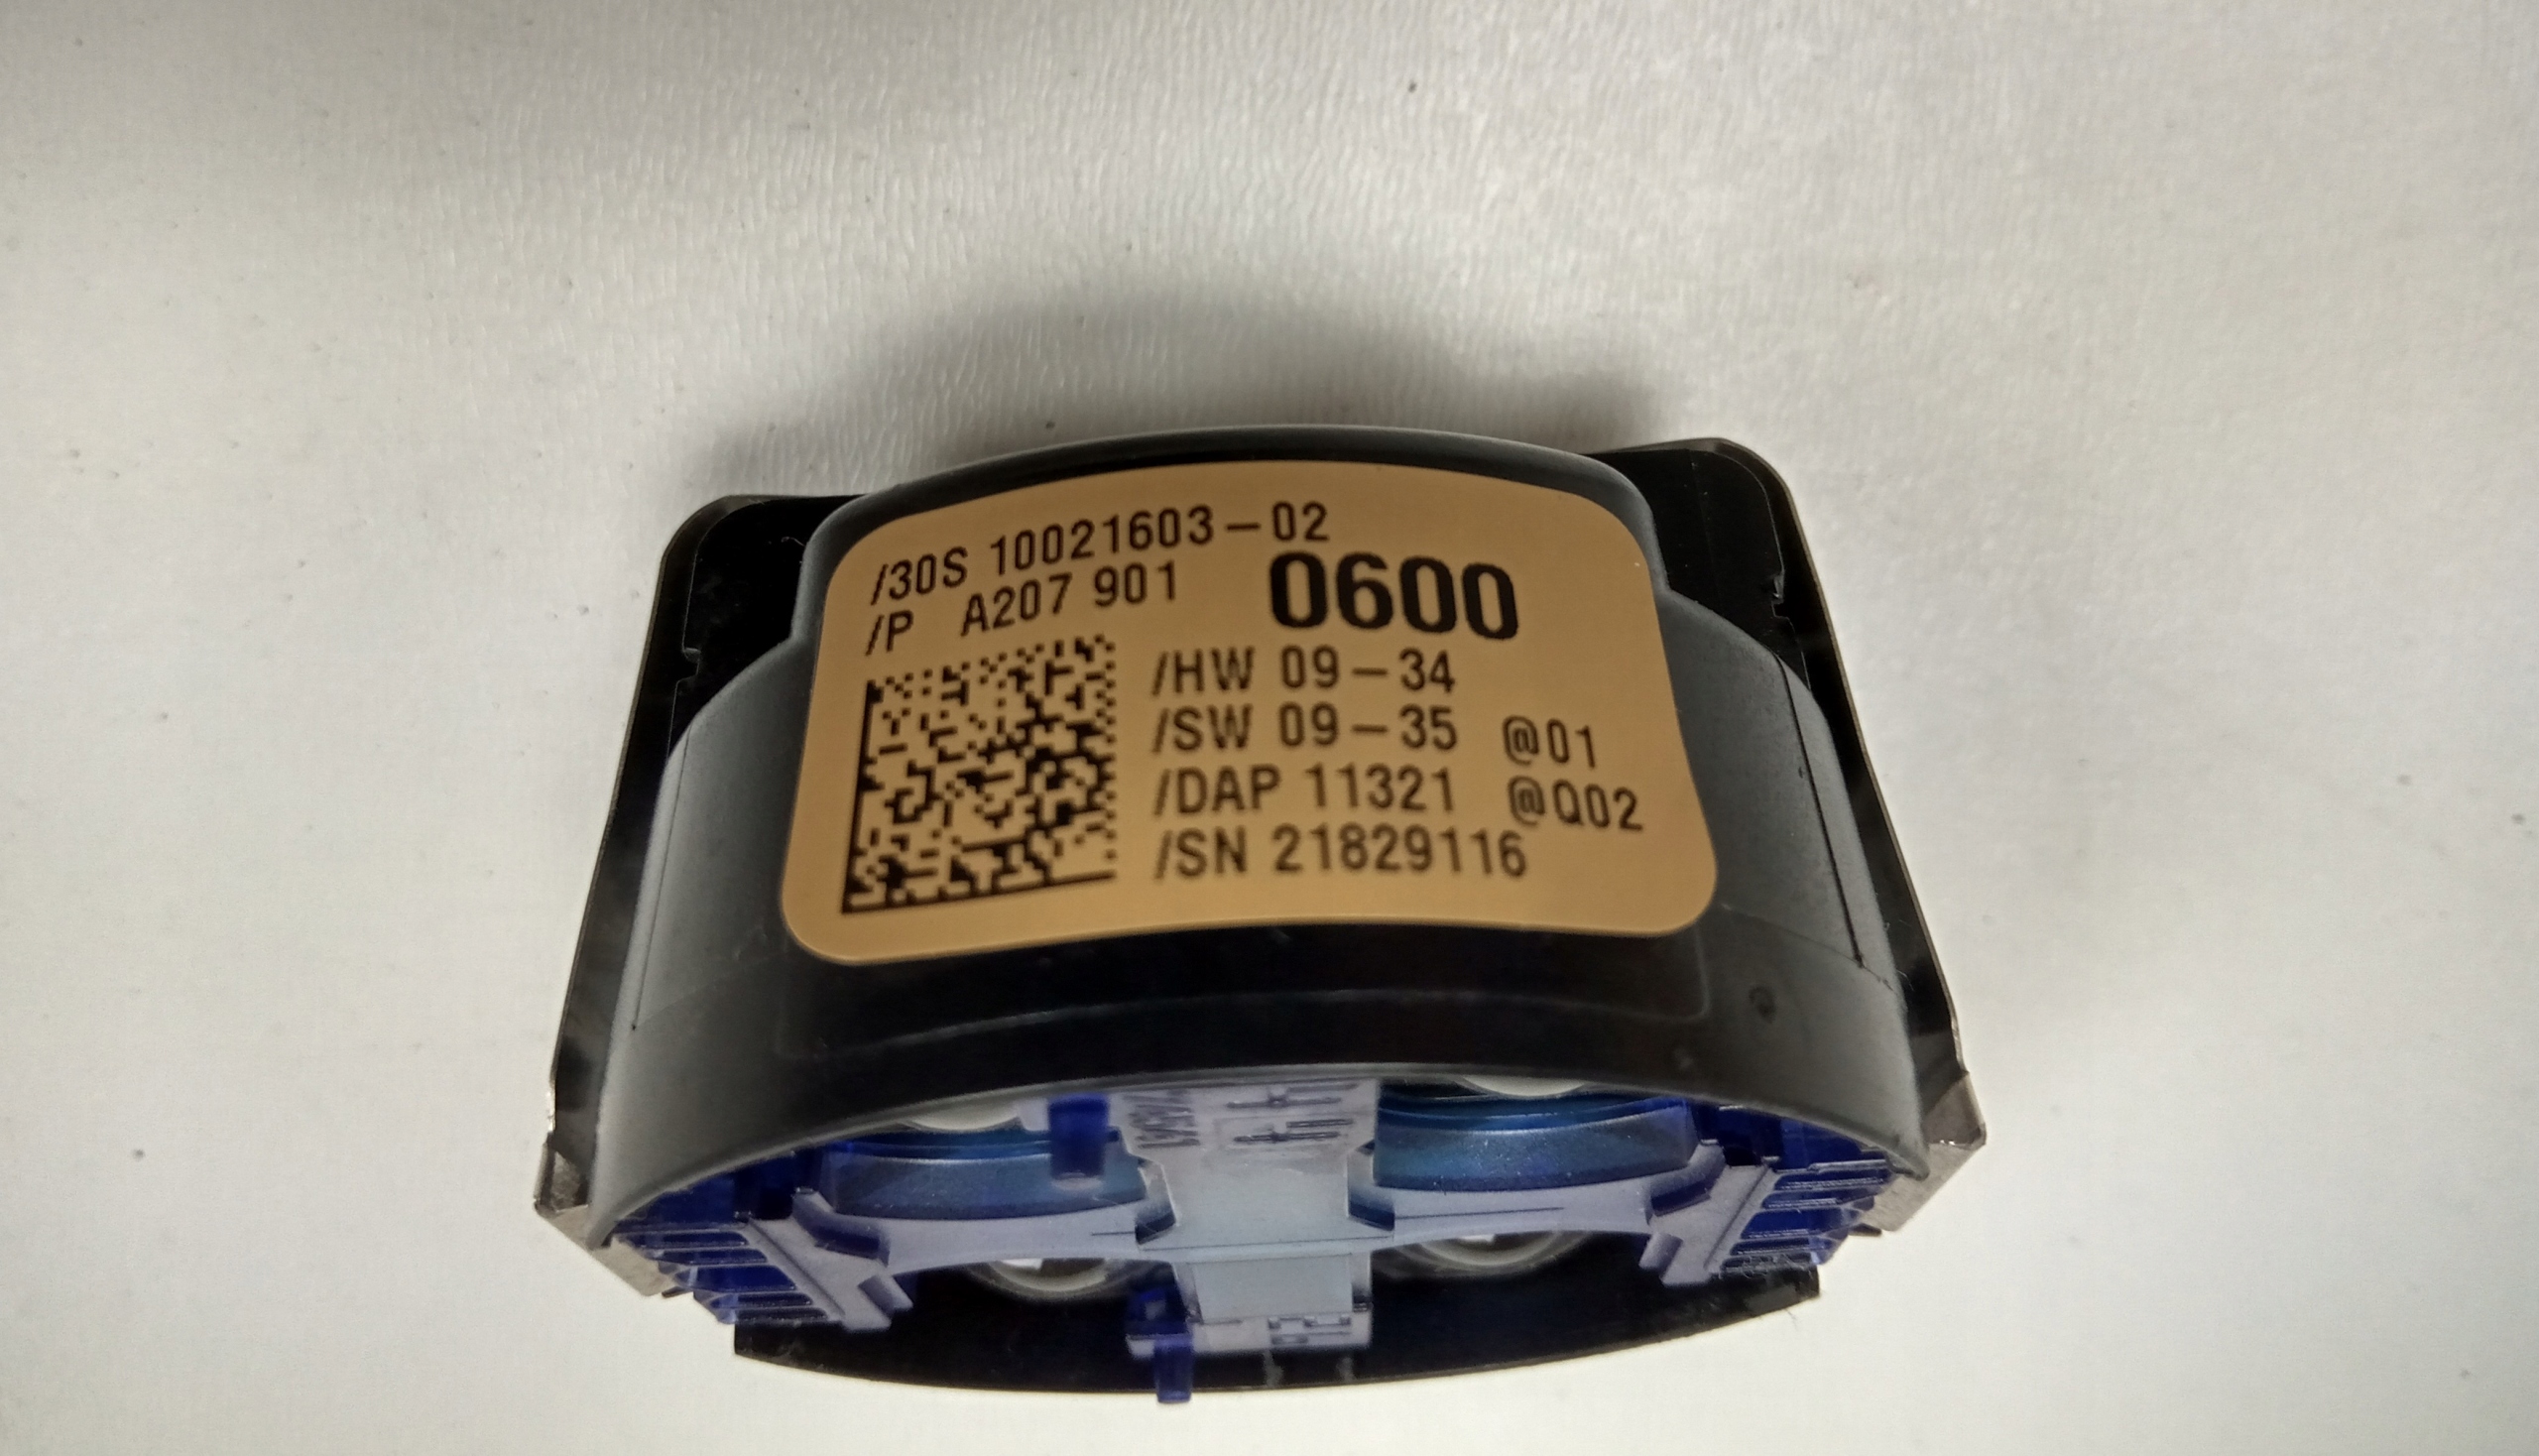 /30S 10021603-02
/P A207 901 0600
/HW 09-34
/SW 09-35 @01
/DAP 11321 @Q02
/SN 21829116